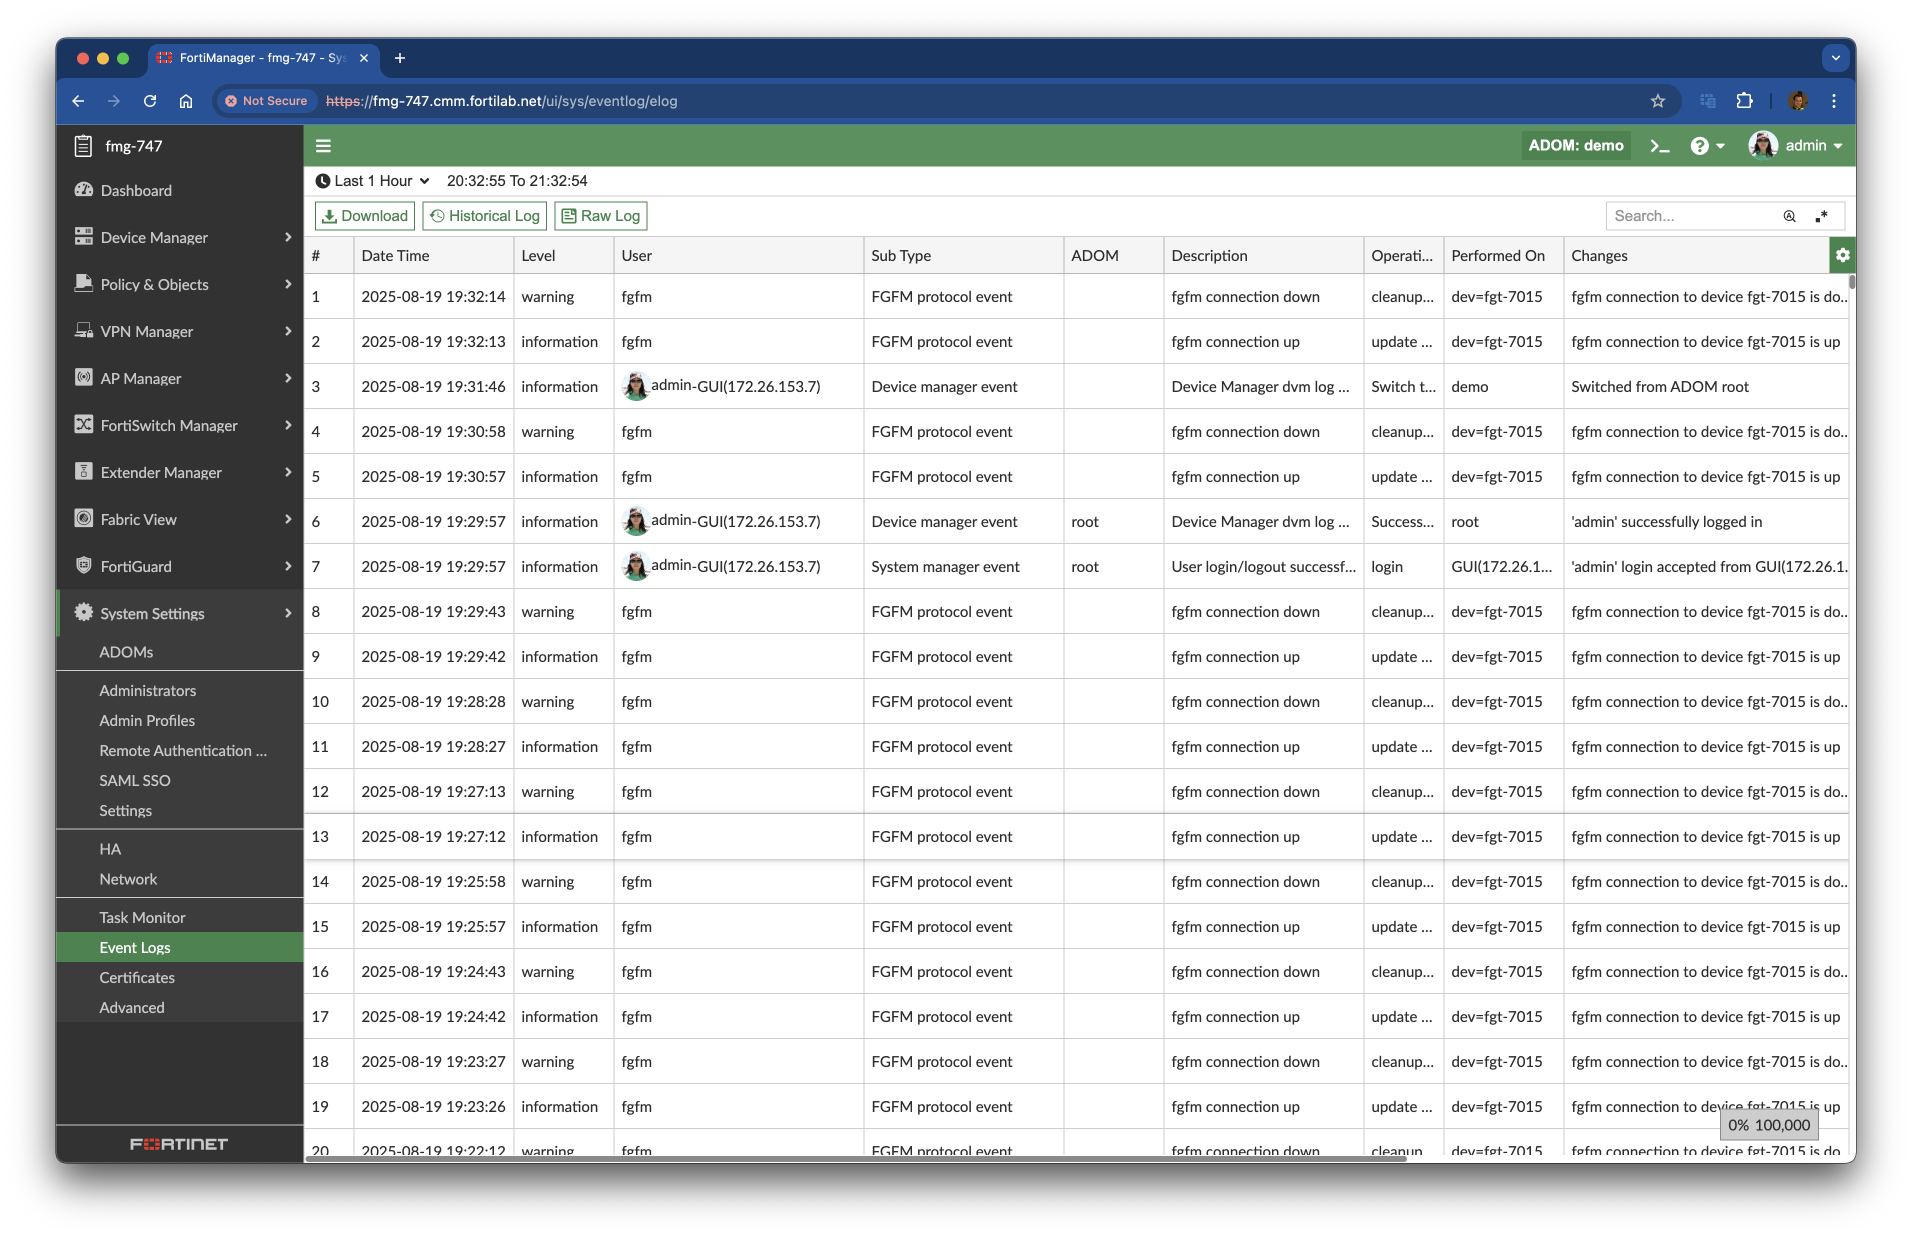 FortiManager - fmg-747 - Sys
Not Secure https://fmg-747.cmm.fortilab.net/ui/sys/eventlog/elog
fmg-747
ADOM: demo
admin
Dashboard
Device Manager
Policy & Objects
VPN Manager
AP Manager
FortiSwitch Manager
Extender Manager
Fabric View
FortiGuard
System Settings
ADOMs
Administrators
Admin Profiles
Remote Authentication ...
SAML SSO
Settings
HA
Network
Task Monitor
Event Logs
Certificates
Advanced
FORTINET
Last 1 Hour 20:32:55 To 21:32:54
Download Historical Log Raw Log Search...
# Date Time Level User Sub Type ADOM Description Operati... Performed On Changes
1 2025-08-19 19:32:14 warning fgfm FGFM protocol event fgfm connection down cleanup... dev=fgt-7015 fgfm connection to device fgt-7015 is do...
2 2025-08-19 19:32:13 information fgfm FGFM protocol event fgfm connection up update ... dev=fgt-7015 fgfm connection to device fgt-7015 is up
3 2025-08-19 19:31:46 information admin-GUI(172.26.153.7) Device manager event Device Manager dvm log ... Switch t... demo Switched from ADOM root
4 2025-08-19 19:30:58 warning fgfm FGFM protocol event fgfm connection down cleanup... dev=fgt-7015 fgfm connection to device fgt-7015 is do...
5 2025-08-19 19:30:57 information fgfm FGFM protocol event fgfm connection up update ... dev=fgt-7015 fgfm connection to device fgt-7015 is up
6 2025-08-19 19:29:57 information admin-GUI(172.26.153.7) Device manager event root Device Manager dvm log ... Success... root 'admin' successfully logged in
7 2025-08-19 19:29:57 information admin-GUI(172.26.153.7) System manager event root User login/logout successf... login GUI(172.26.1... 'admin' login accepted from GUI(172.26.1...
8 2025-08-19 19:29:43 warning fgfm FGFM protocol event fgfm connection down cleanup... dev=fgt-7015 fgfm connection to device fgt-7015 is do...
9 2025-08-19 19:29:42 information fgfm FGFM protocol event fgfm connection up update ... dev=fgt-7015 fgfm connection to device fgt-7015 is up
10 2025-08-19 19:28:28 warning fgfm FGFM protocol event fgfm connection down cleanup... dev=fgt-7015 fgfm connection to device fgt-7015 is do...
11 2025-08-19 19:28:27 information fgfm FGFM protocol event fgfm connection up update ... dev=fgt-7015 fgfm connection to device fgt-7015 is up
12 2025-08-19 19:27:13 warning fgfm FGFM protocol event fgfm connection down cleanup... dev=fgt-7015 fgfm connection to device fgt-7015 is do...
13 2025-08-19 19:27:12 information fgfm FGFM protocol event fgfm connection up update ... dev=fgt-7015 fgfm connection to device fgt-7015 is up
14 2025-08-19 19:25:58 warning fgfm FGFM protocol event fgfm connection down cleanup... dev=fgt-7015 fgfm connection to device fgt-7015 is do...
15 2025-08-19 19:25:57 information fgfm FGFM protocol event fgfm connection up update ... dev=fgt-7015 fgfm connection to device fgt-7015 is up
16 2025-08-19 19:24:43 warning fgfm FGFM protocol event fgfm connection down cleanup... dev=fgt-7015 fgfm connection to device fgt-7015 is do...
17 2025-08-19 19:24:42 information fgfm FGFM protocol event fgfm connection up update ... dev=fgt-7015 fgfm connection to device fgt-7015 is up
18 2025-08-19 19:23:27 warning fgfm FGFM protocol event fgfm connection down cleanup... dev=fgt-7015 fgfm connection to device fgt-7015 is do...
19 2025-08-19 19:23:26 information fgfm FGFM protocol event fgfm connection up update ... dev=fgt-7015 fgfm connection to device fgt-7015 is up
20 2025-08-19 19:22:12 warning fgfm FGFM protocol event fgfm connection down cleanup dev=fgt-7015 fgfm connection to device fgt-7015 is do
0% 100,000